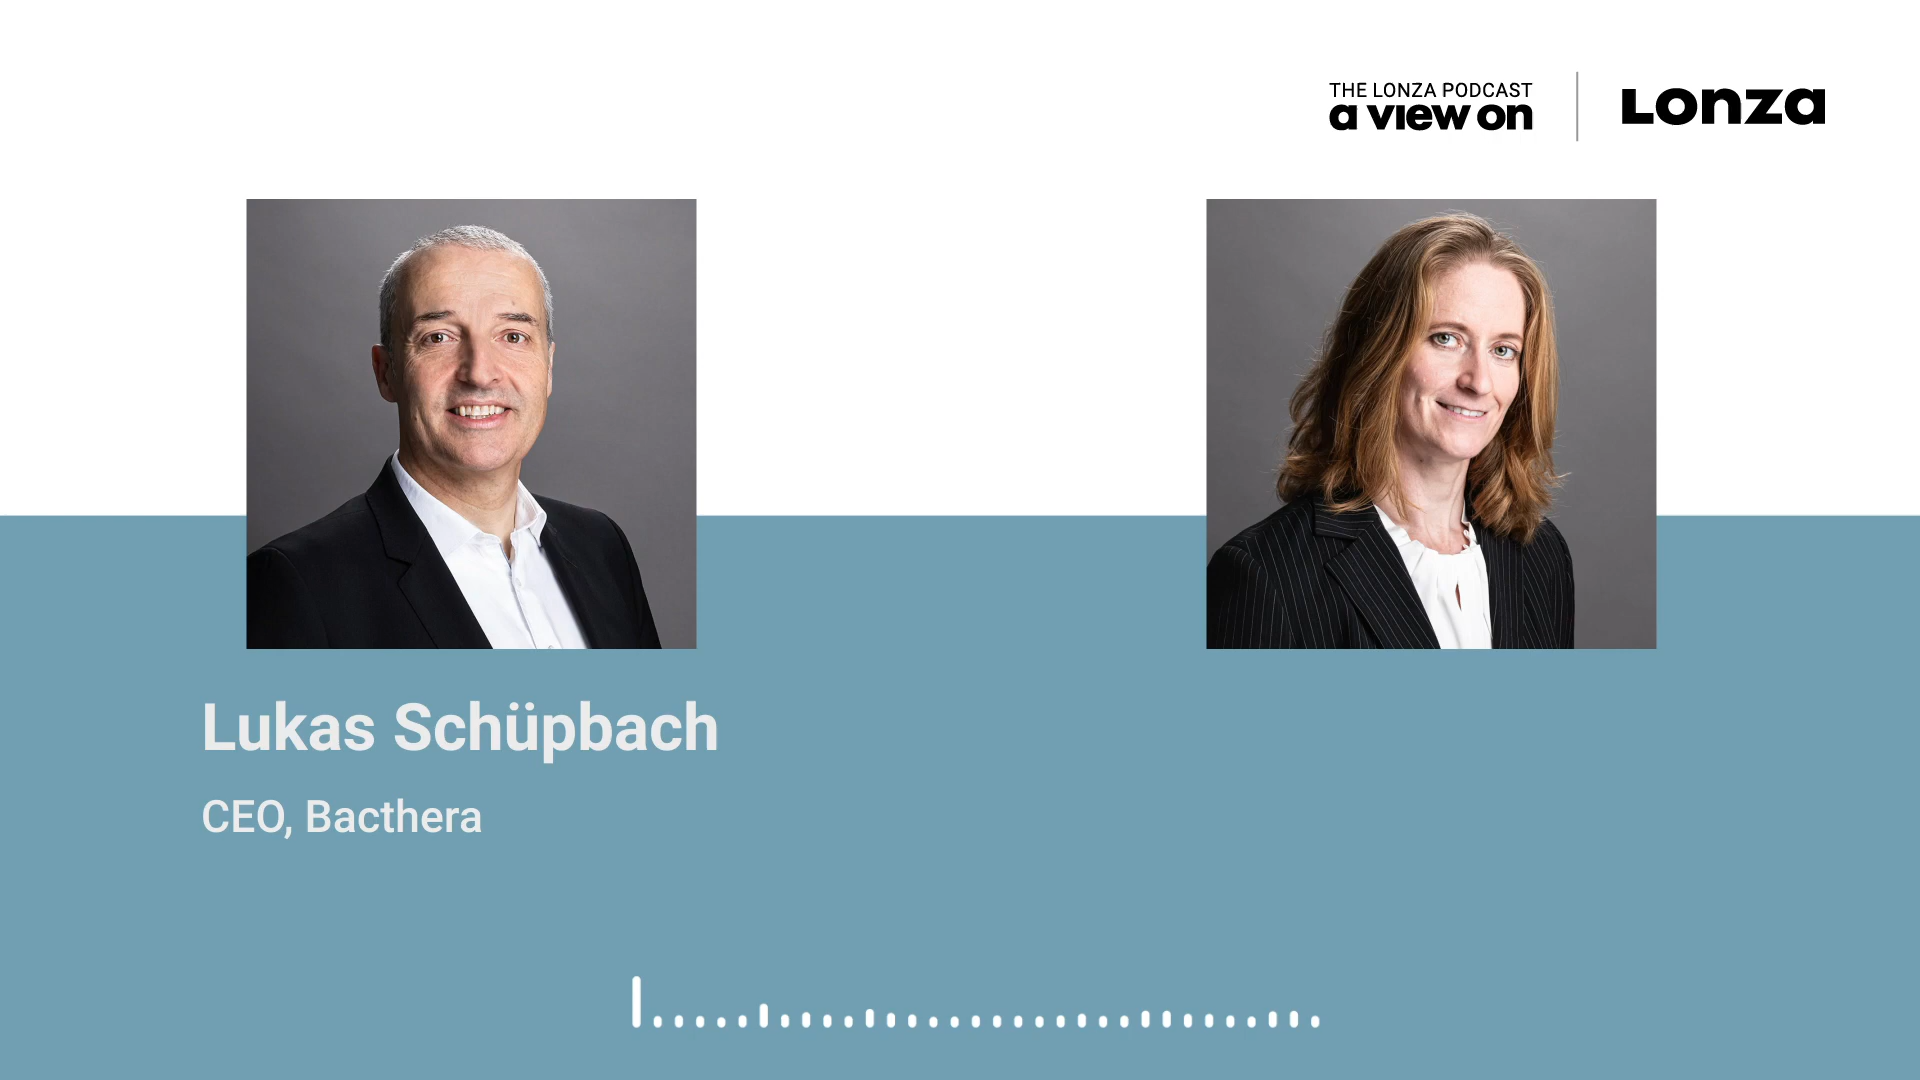 THE LONZA PODCAST
a view on
Lonza
Lukas Schüpbach
CEO, Bacthera